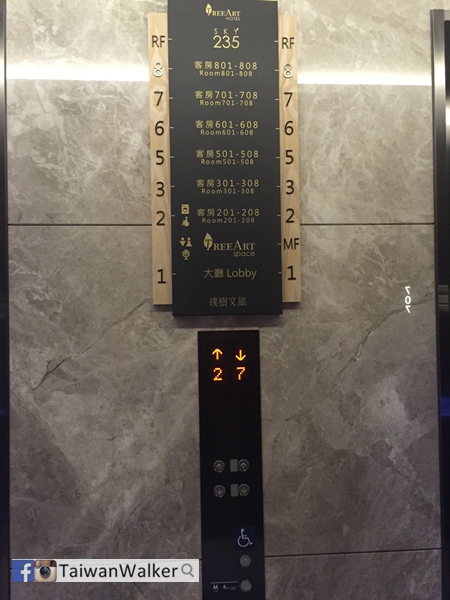 TREEART
HOTEL
SKY
235
RF RF
8 客房801-808 8
Room801-808
7 客房701-708 7
Room701-708
6 客房601-608 6
Room601-608
5 客房501-508 5
Room501-508
3 客房301-308 3
Room301-308
2 客房201-208 2
Room201-208
TREEART MF
space
1 大廳 Lobby 1
璞樹文旅
2 7
TaiwanWalker